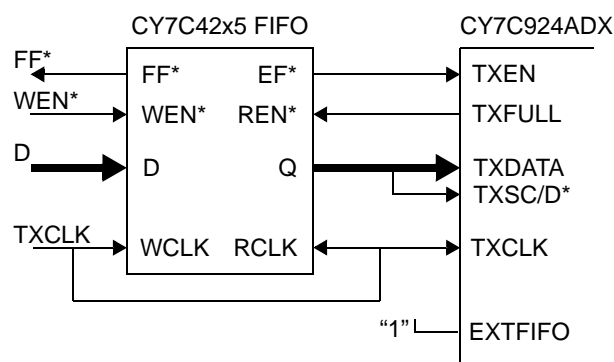 CY7C42x5 FIFO CY7C924ADX
FF* FF* EF* TXEN
WEN* WEN* REN* TXFULL
D D Q TXDATA
TXSC/D*
TXCLK WCLK RCLK TXCLK
“1” EXTFIFO